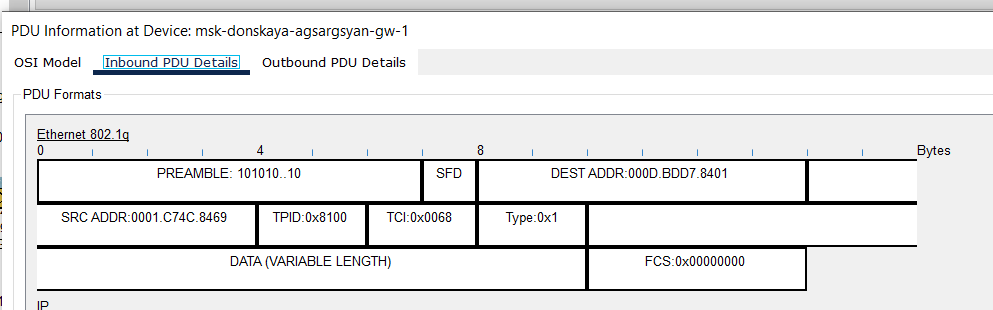 PDU Information at Device: msk-donskaya-agsargsyan-gw-1
OSI Model Inbound PDU Details Outbound PDU Details
PDU Formats
Ethernet 802.1q
0 4 8 Bytes
PREAMBLE: 101010..10 SFD DEST ADDR:000D.BDD7.8401
SRC ADDR:0001.C74C.8469 TPID:0x8100 TCI:0x0068 Type:0x1
DATA (VARIABLE LENGTH) FCS:0x00000000
IP